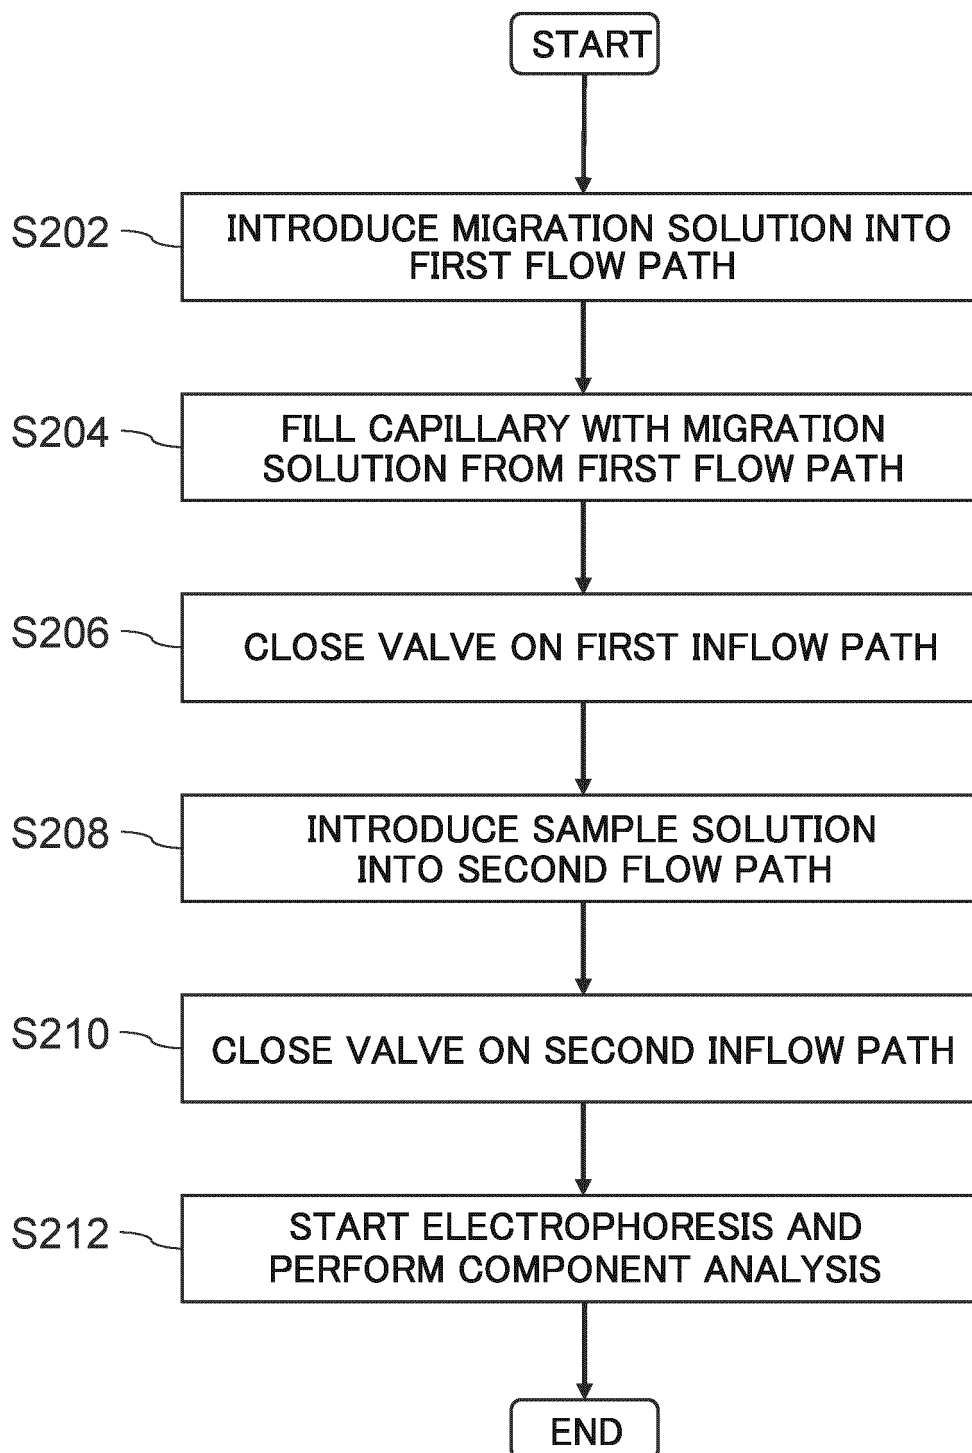 START
S202
INTRODUCE MIGRATION SOLUTION INTO
FIRST FLOW PATH
S204
FILL CAPILLARY WITH MIGRATION
SOLUTION FROM FIRST FLOW PATH
S206
CLOSE VALVE ON FIRST INFLOW PATH
S208
INTRODUCE SAMPLE SOLUTION
INTO SECOND FLOW PATH
S210
CLOSE VALVE ON SECOND INFLOW PATH
S212
START ELECTROPHORESIS AND
PERFORM COMPONENT ANALYSIS
END